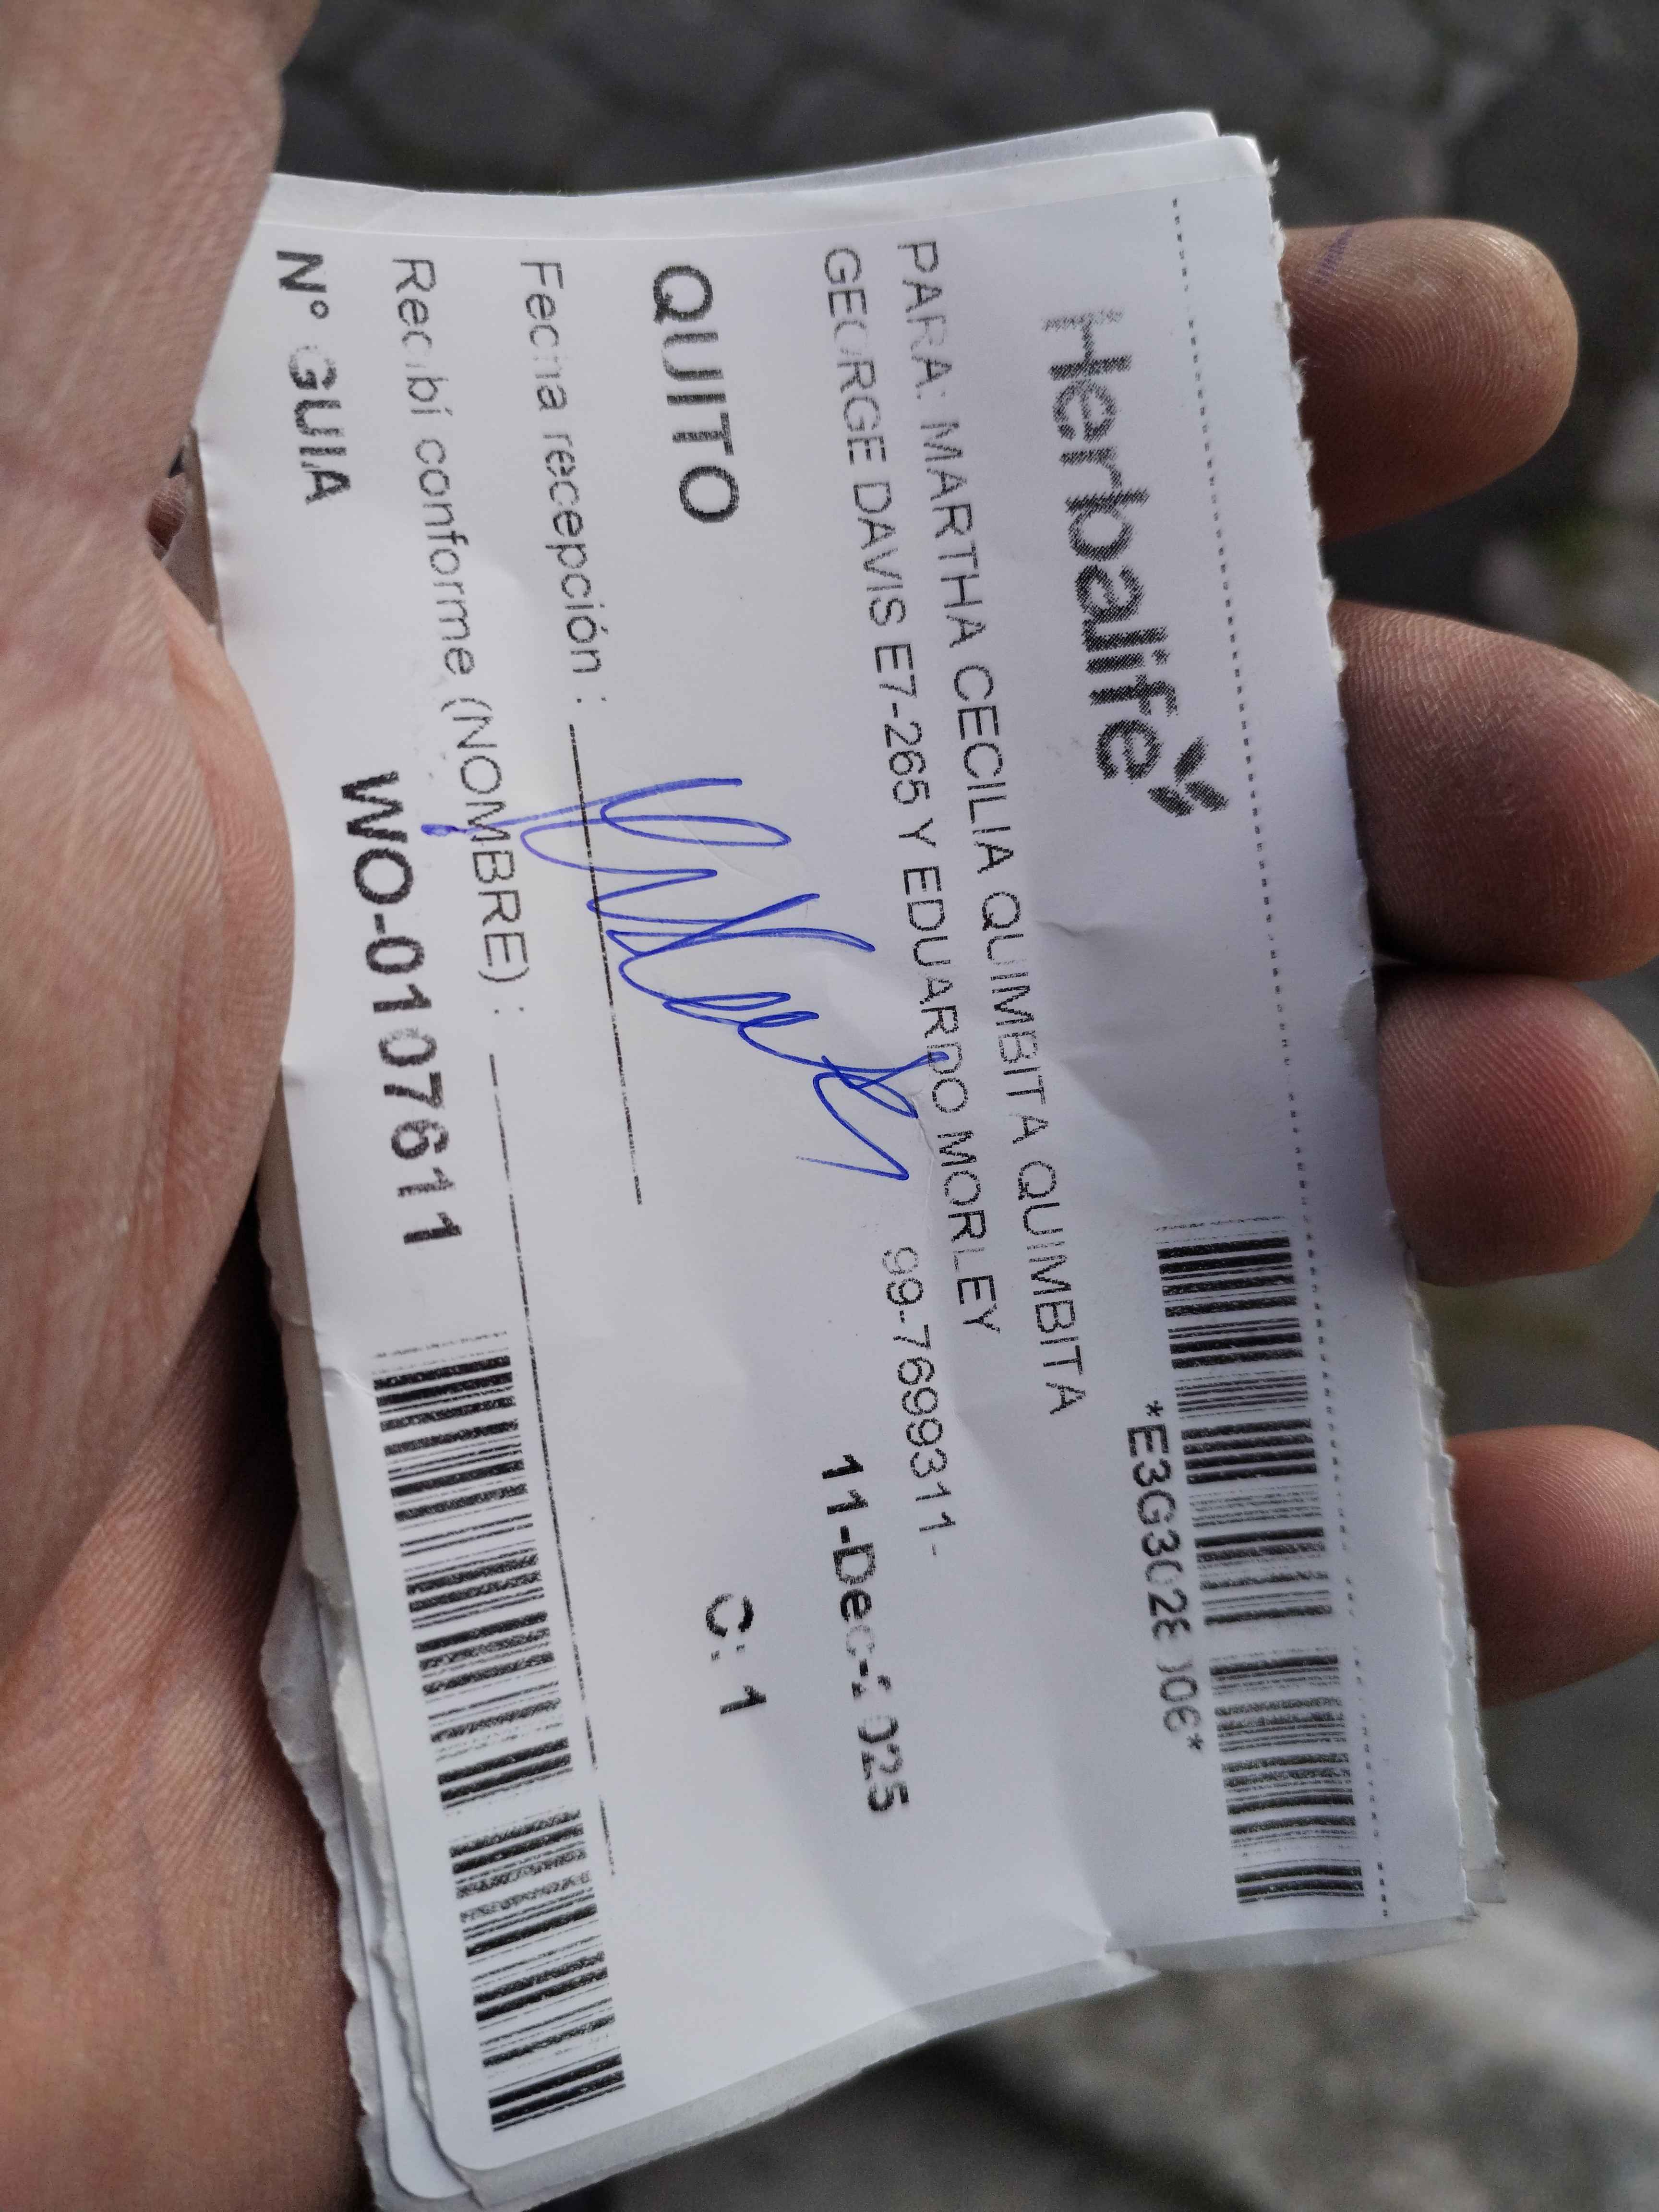 Herbalife
PARA: MARTHA CECILIA QUIMBITA QUIMBITA
GEORGE DAVIS E7-265 Y EDUARDO MORLEY
99-7699311-
11-Dec-2025
QUITO
C: 1
Fecha recepción :
Recibí conforme (NOMBRE) :
N° GUIA
WO-0107611